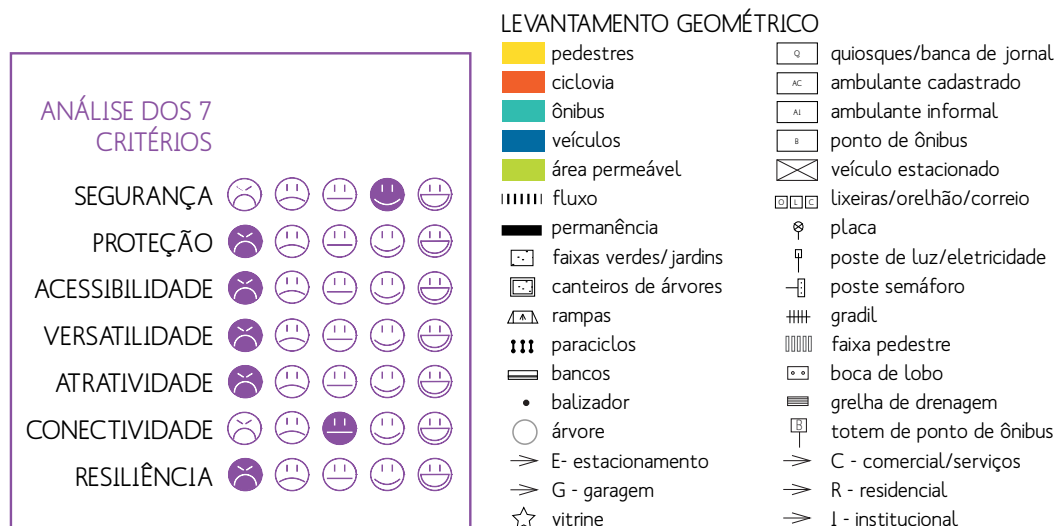 ANÁLISE DOS 7
CRITÉRIOS
SEGURANÇA
PROTEÇÃO
ACESSIBILIDADE
VERSATILIDADE
ATRATIVIDADE
CONECTIVIDADE
RESILIÊNCIA
LEVANTAMENTO GEOMÉTRICO
pedestres
ciclovia
ônibus
veículos
área permeável
fluxo
permanência
faixas verdes/jardins
canteiros de árvores
rampas
paraciclos
bancos
balizador
árvore
E- estacionamento
G - garagem
vitrine
Q quiosques/banca de jornal
AC ambulante cadastrado
AI ambulante informal
B ponto de ônibus
veículo estacionado
O L C lixeiras/orelhão/correio
placa
poste de luz/eletricidade
poste semáforo
gradil
faixa pedestre
boca de lobo
grelha de drenagem
B totem de ponto de ônibus
C - comercial/serviços
R - residencial
I - institucional